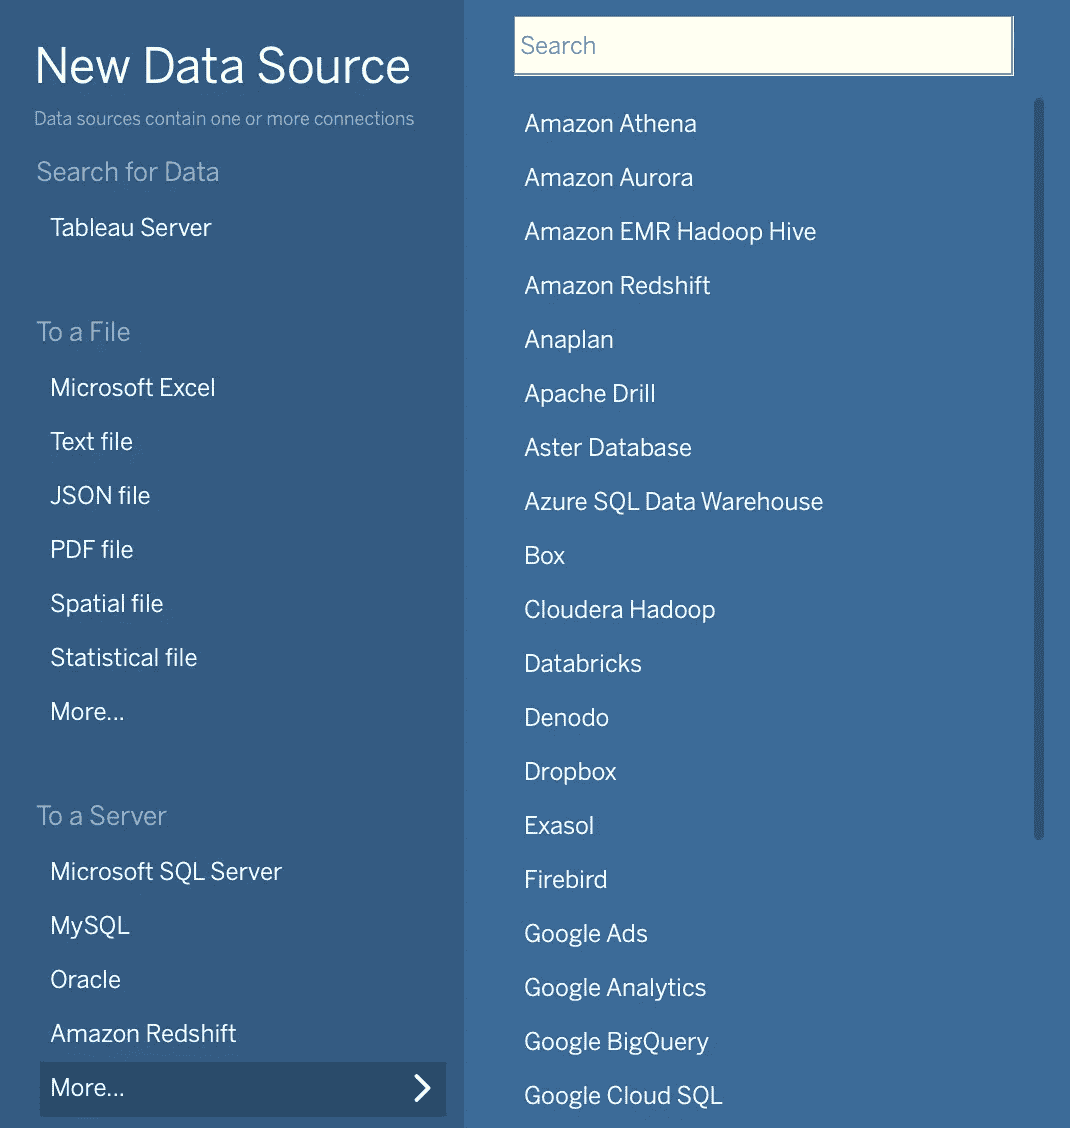 New Data Source
Data sources contain one or more connections
Search for Data
Tableau Server
To a File
Microsoft Excel
Text file
JSON file
PDF file
Spatial file
Statistical file
More...
To a Server
Microsoft SQL Server
MySQL
Oracle
Amazon Redshift
More...
Search
Amazon Athena
Amazon Aurora
Amazon EMR Hadoop Hive
Amazon Redshift
Anaplan
Apache Drill
Aster Database
Azure SQL Data Warehouse
Box
Cloudera Hadoop
Databricks
Denodo
Dropbox
Exasol
Firebird
Google Ads
Google Analytics
Google BigQuery
Google Cloud SQL